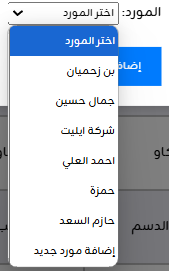 المورد: اختر المورد
اختر المورد
بن زحميان
جمال حسين
شركة ايليت
احمد العلي
حمزة
حازم السعد
إضافة مورد جديد
الدسم